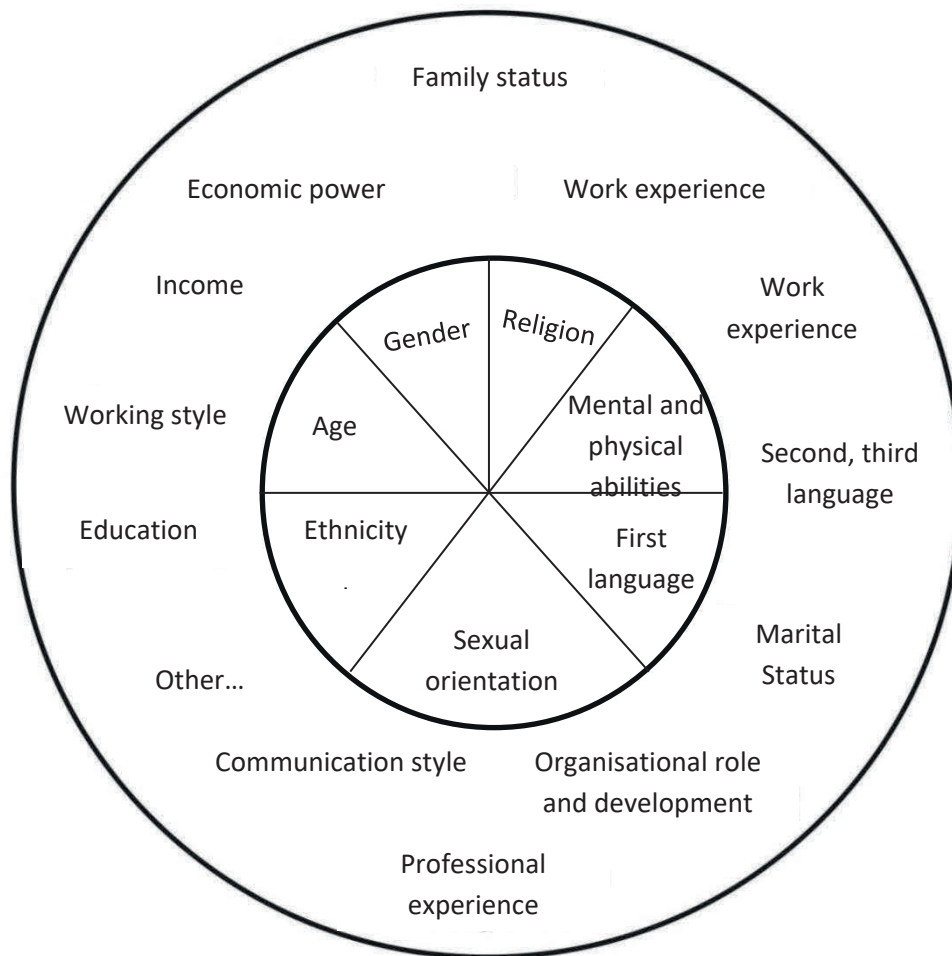 Family status
Economic power
Work experience
Income
Work
experience
Gender
Religion
Working style
Age
Mental and
physical
abilities
Second, third
language
Education
Ethnicity
First
language
.
Sexual
orientation
Marital
Status
Other…
Communication style
Organisational role
and development
Professional
experience